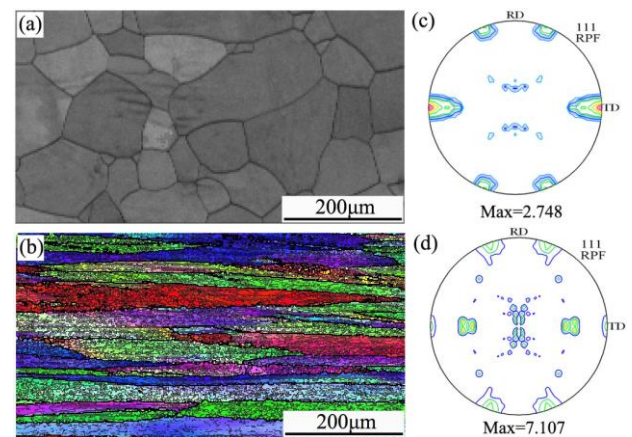 (a)
200μm
(b)
200μm
(c)
RD
111
RPF
TD
Max=2.748
(d)
RD
111
RPF
TD
Max=7.107